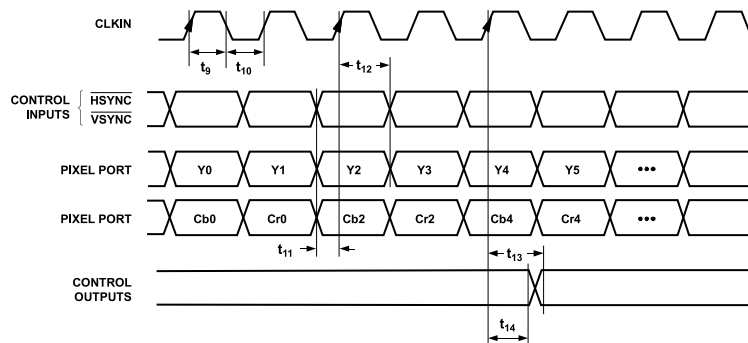 CLKIN
t9 t10 t12
CONTROL INPUTS { HSYNC
VSYNC
PIXEL PORT Y0 Y1 Y2 Y3 Y4 Y5 •••
PIXEL PORT Cb0 Cr0 Cb2 Cr2 Cb4 Cr4 •••
t11 t13
CONTROL
OUTPUTS
t14